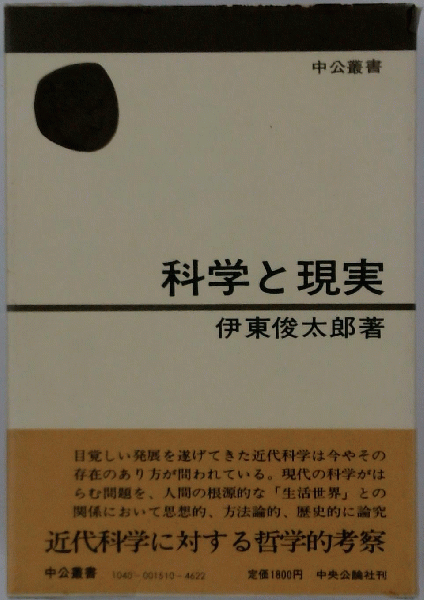 中公叢書
科学と現実
伊東俊太郎著
目覚しい発展を遂げてきた近代科学は今やその
存在のあり方が問われている。現代の科学がは
らむ問題を、人間の根源的な「生活世界」との
関係において思想的、方法論的、歴史的に論究
近代科学に対する哲学的考察
中公叢書 1040-001510-4622 定価1800円 中央公論社刊